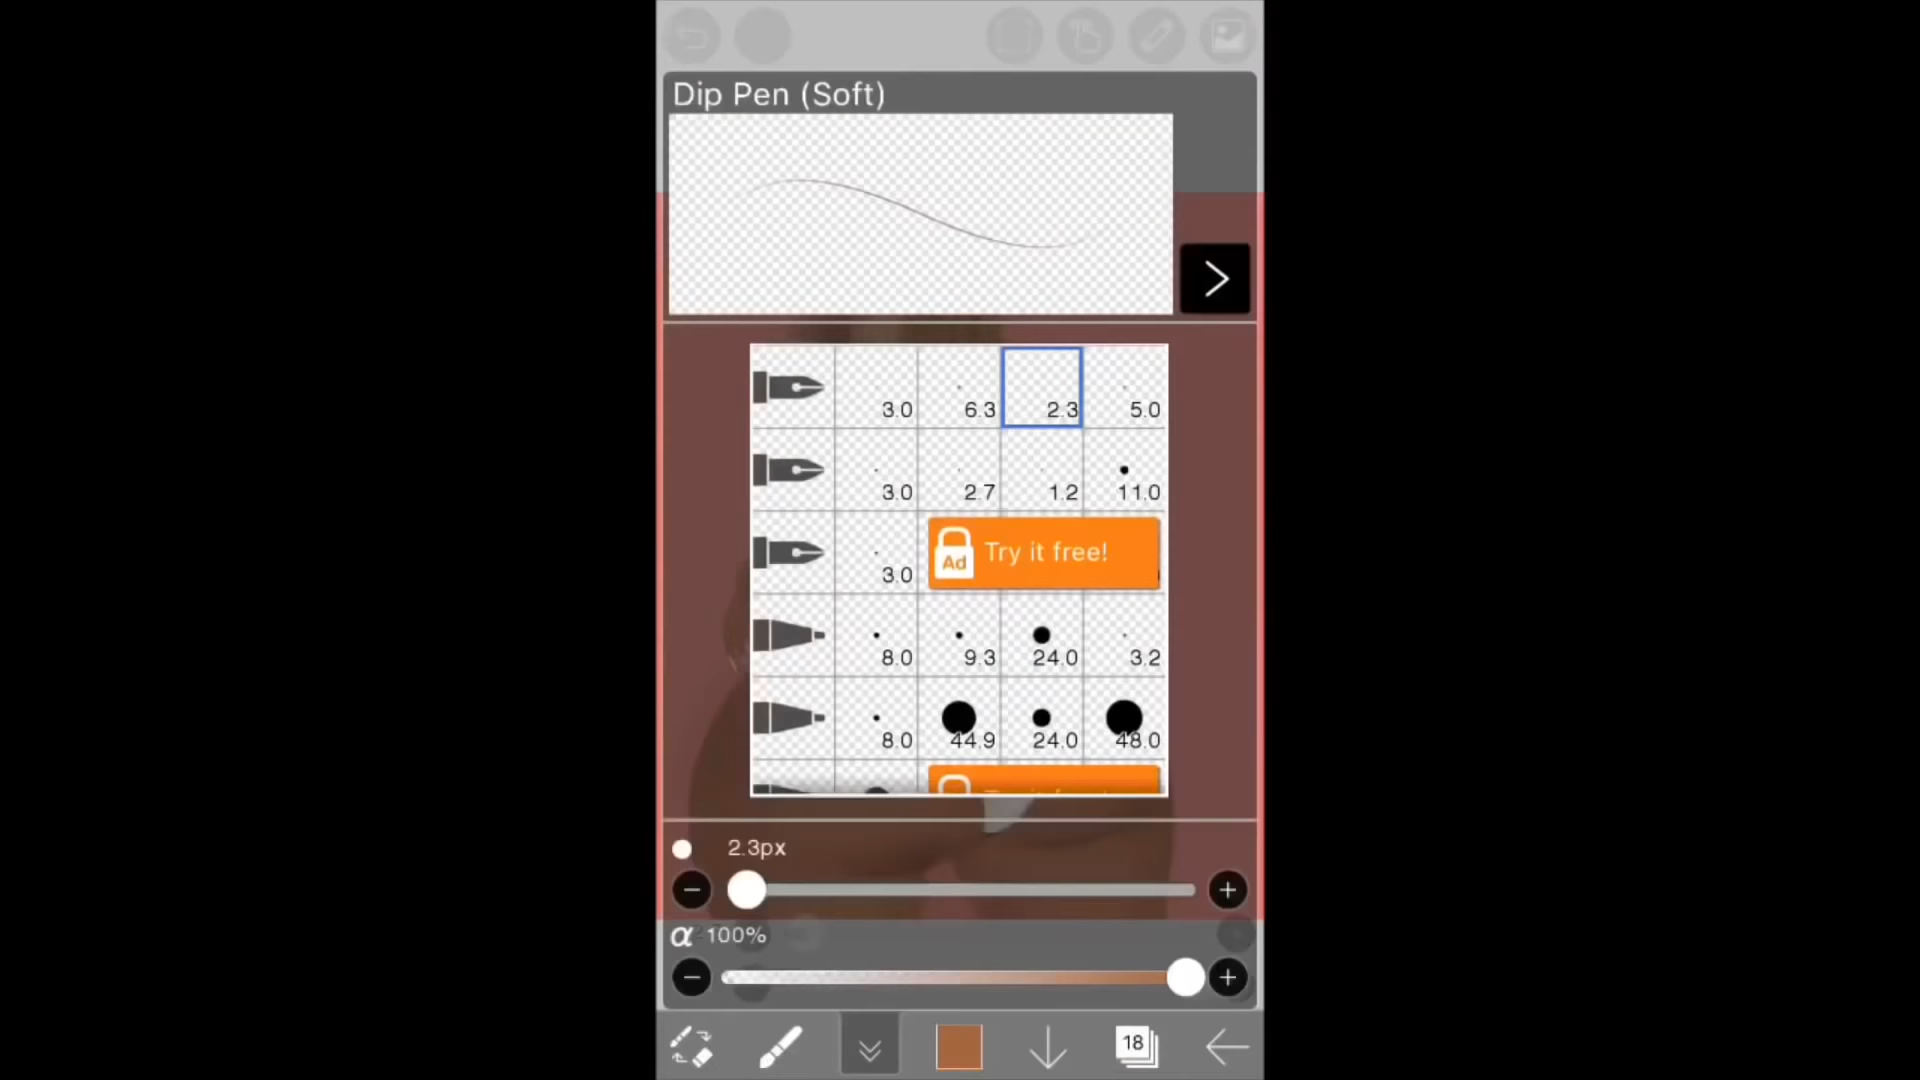 Dip Pen (Soft)
3.0 6.3 2.3 5.0
3.0 2.7 1.2 11.0
Ad Try it free!
3.0
8.0 9.3 24.0 3.2
8.0 44.9 24.0 48.0
2.3px
α 100%
18